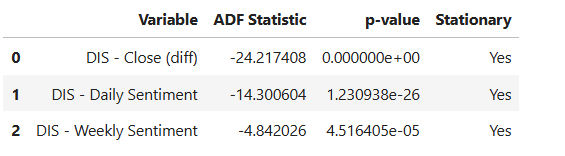 Variable ADF Statistic p-value Stationary
0 DIS - Close (diff) -24.217408 0.000000e+00 Yes
1 DIS - Daily Sentiment -14.300604 1.230938e-26 Yes
2 DIS - Weekly Sentiment -4.842026 4.516405e-05 Yes